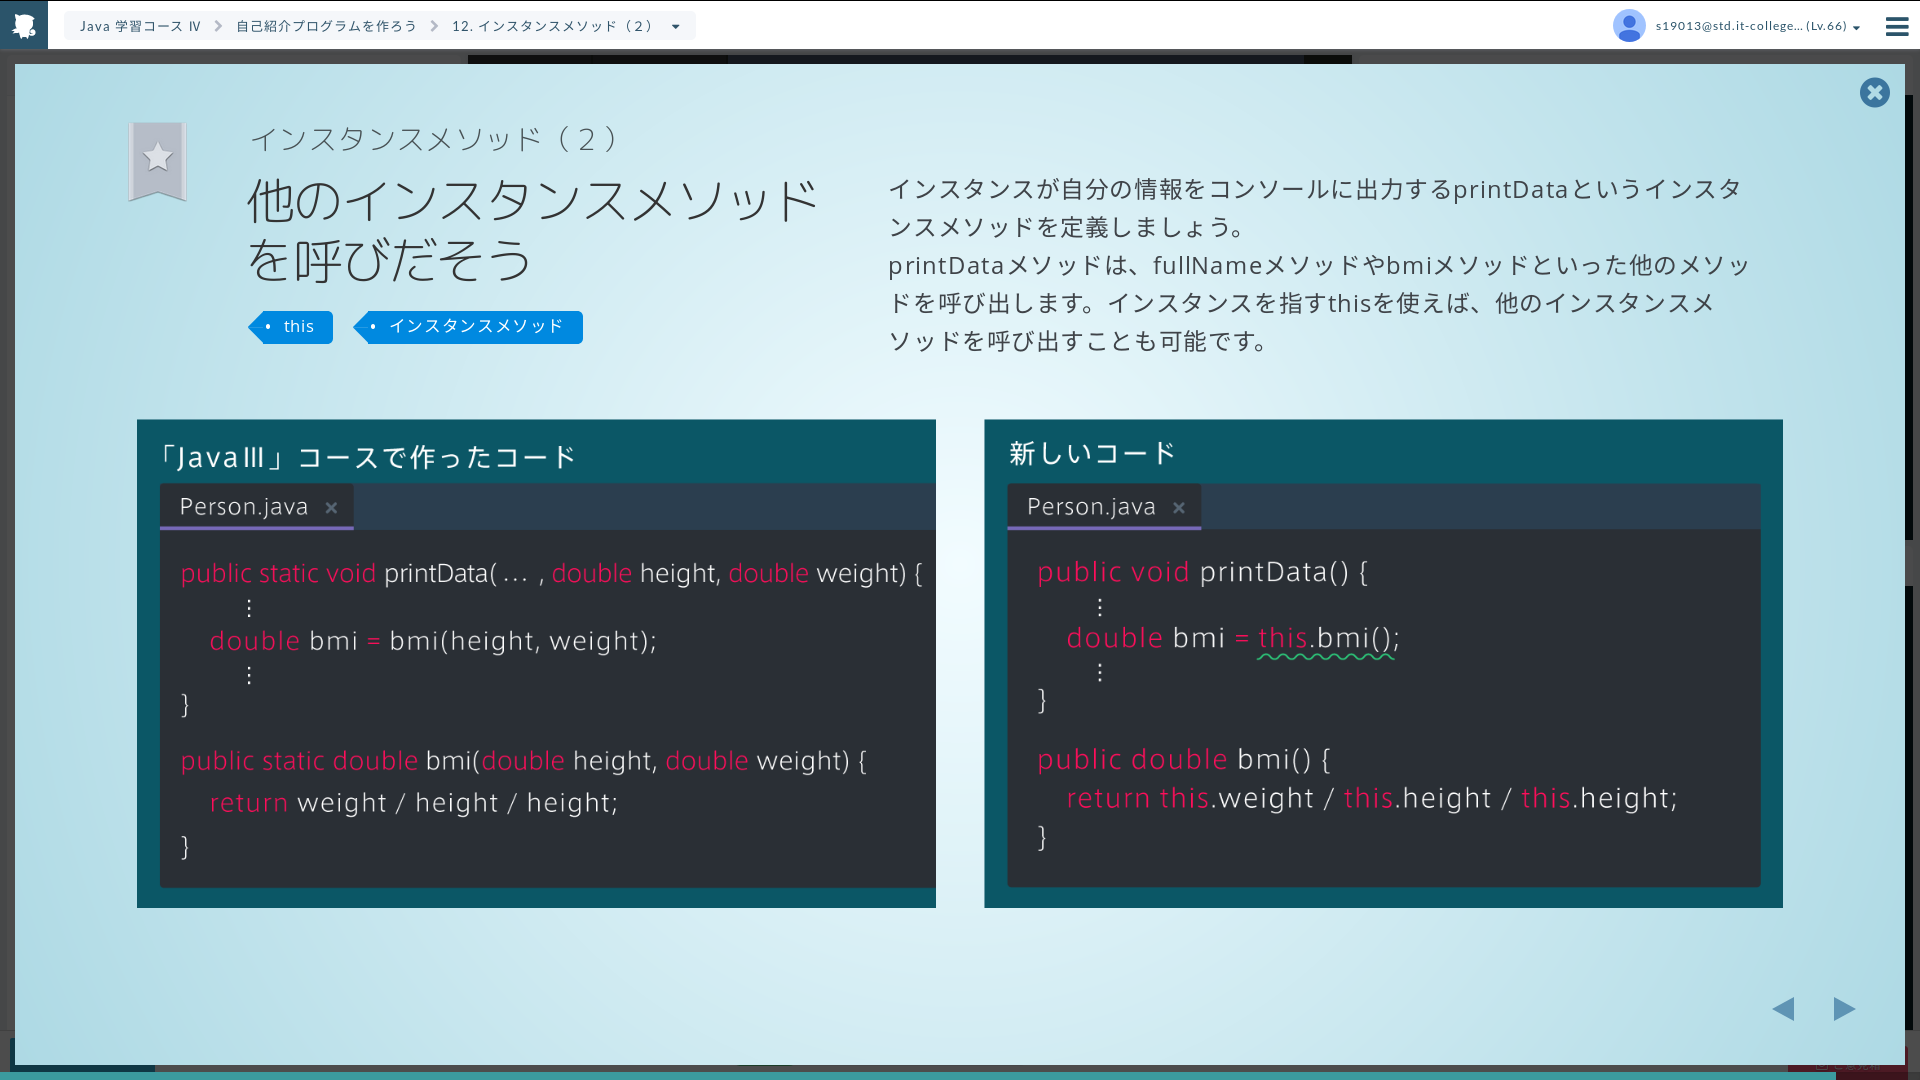 Java 学習コース Ⅳ
自己紹介プログラムを作ろう
12. インスタンスメソッド（２）
s19013@std.it-college... (Lv.66)
インスタンスメソッド（２）
他のインスタンスメソッド
を呼びだそう
this
インスタンスメソッド
インスタンスが自分の情報をコンソールに出力するprintDataというインスタ
ンスメソッドを定義しましょう。
printDataメソッドは、fullNameメソッドやbmiメソッドといった他のメソッ
ドを呼び出します。インスタンスを指すthisを使えば、他のインスタンスメ
ソッドを呼び出すことも可能です。
「JavaⅢ」コースで作ったコード
Person.java
public static void printData( ... , double height, double weight) {
⋮
double bmi = bmi(height, weight);
⋮
}
public static double bmi(double height, double weight) {
return weight / height / height;
}
新しいコード
Person.java
public void printData() {
⋮
double bmi = this.bmi();
⋮
}
public double bmi() {
return this.weight / this.height / this.height;
}